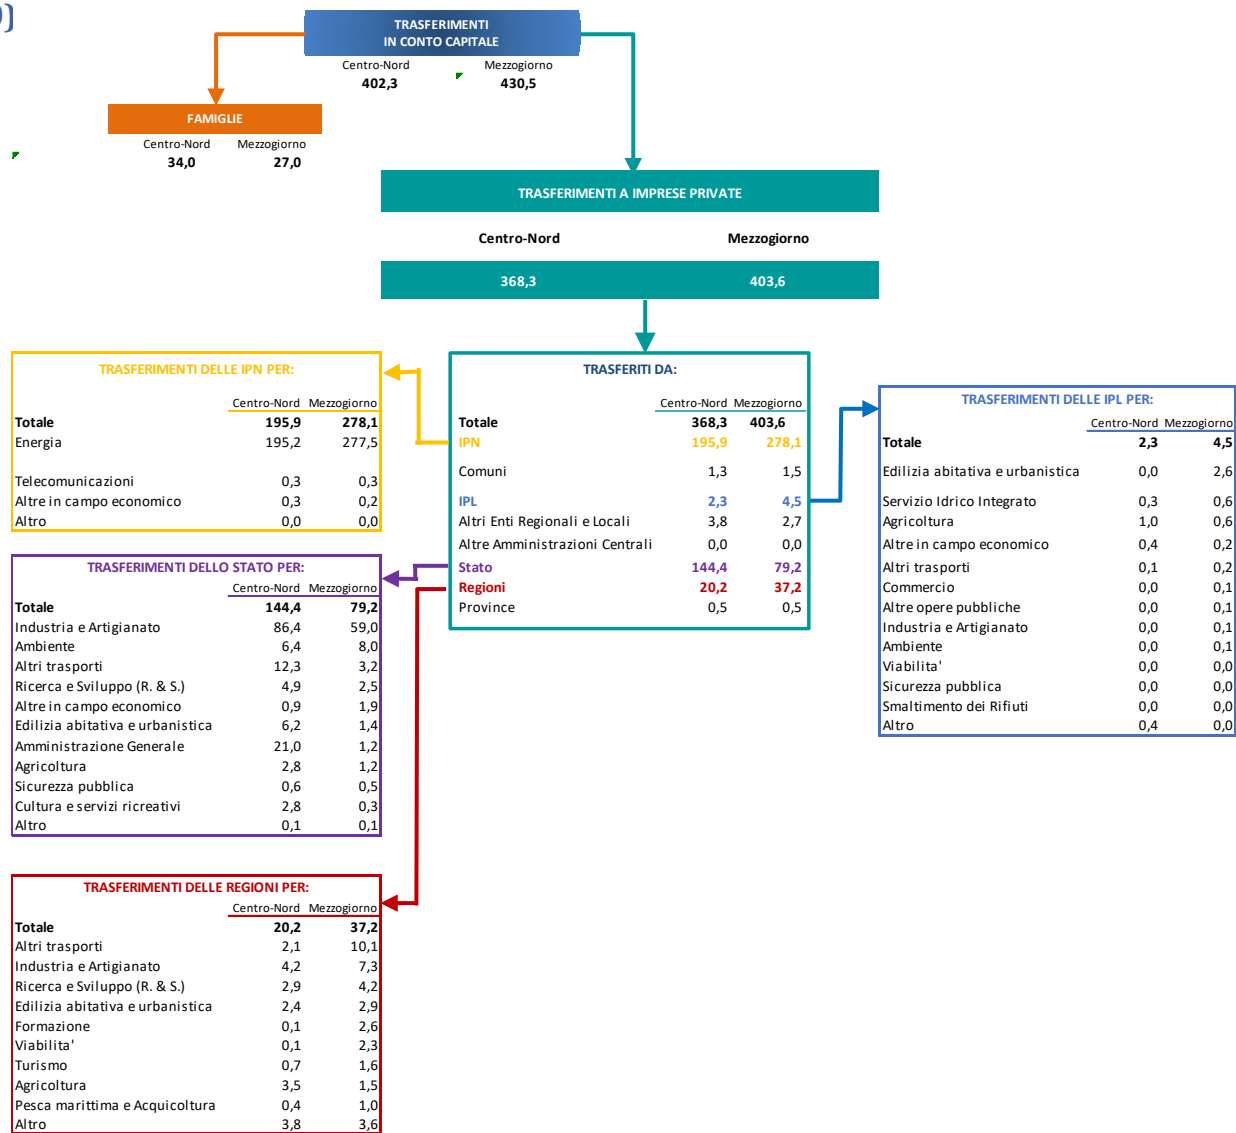 )
TRASFERIMENTI
IN CONTO CAPITALE
Centro-Nord Mezzogiorno
402,3 430,5
FAMIGLIE
Centro-Nord Mezzogiorno
34,0 27,0
TRASFERIMENTI A IMPRESE PRIVATE
Centro-Nord Mezzogiorno
368,3 403,6
TRASFERIMENTI DELLE IPN PER:
Centro-Nord Mezzogiorno
Totale 195,9 278,1
Energia 195,2 277,5
Telecomunicazioni 0,3 0,3
Altre in campo economico 0,3 0,2
Altro 0,0 0,0
TRASFERITI DA:
Centro-Nord Mezzogiorno
Totale 368,3 403,6
IPN 195,9 278,1
Comuni 1,3 1,5
IPL 2,3 4,5
Altri Enti Regionali e Locali 3,8 2,7
Altre Amministrazioni Centrali 0,0 0,0
Stato 144,4 79,2
Regioni 20,2 37,2
Province 0,5 0,5
TRASFERIMENTI DELLE IPL PER:
Centro-Nord Mezzogiorno
Totale 2,3 4,5
Edilizia abitativa e urbanistica 0,0 2,6
Servizio Idrico Integrato 0,3 0,6
Agricoltura 1,0 0,6
Altre in campo economico 0,4 0,2
Altri trasporti 0,1 0,2
Commercio 0,0 0,1
Altre opere pubbliche 0,0 0,1
Industria e Artigianato 0,0 0,1
Ambiente 0,0 0,1
Viabilita' 0,0 0,0
Sicurezza pubblica 0,0 0,0
Smaltimento dei Rifiuti 0,0 0,0
Altro 0,4 0,0
TRASFERIMENTI DELLO STATO PER:
Centro-Nord Mezzogiorno
Totale 144,4 79,2
Industria e Artigianato 86,4 59,0
Ambiente 6,4 8,0
Altri trasporti 12,3 3,2
Ricerca e Sviluppo (R. & S.) 4,9 2,5
Altre in campo economico 0,9 1,9
Edilizia abitativa e urbanistica 6,2 1,4
Amministrazione Generale 21,0 1,2
Agricoltura 2,8 1,2
Sicurezza pubblica 0,6 0,5
Cultura e servizi ricreativi 2,8 0,3
Altro 0,1 0,1
TRASFERIMENTI DELLE REGIONI PER:
Centro-Nord Mezzogiorno
Totale 20,2 37,2
Altri trasporti 2,1 10,1
Industria e Artigianato 4,2 7,3
Ricerca e Sviluppo (R. & S.) 2,9 4,2
Edilizia abitativa e urbanistica 2,4 2,9
Formazione 0,1 2,6
Viabilita' 0,1 2,3
Turismo 0,7 1,6
Agricoltura 3,5 1,5
Pesca marittima e Acquicoltura 0,4 1,0
Altro 3,8 3,6